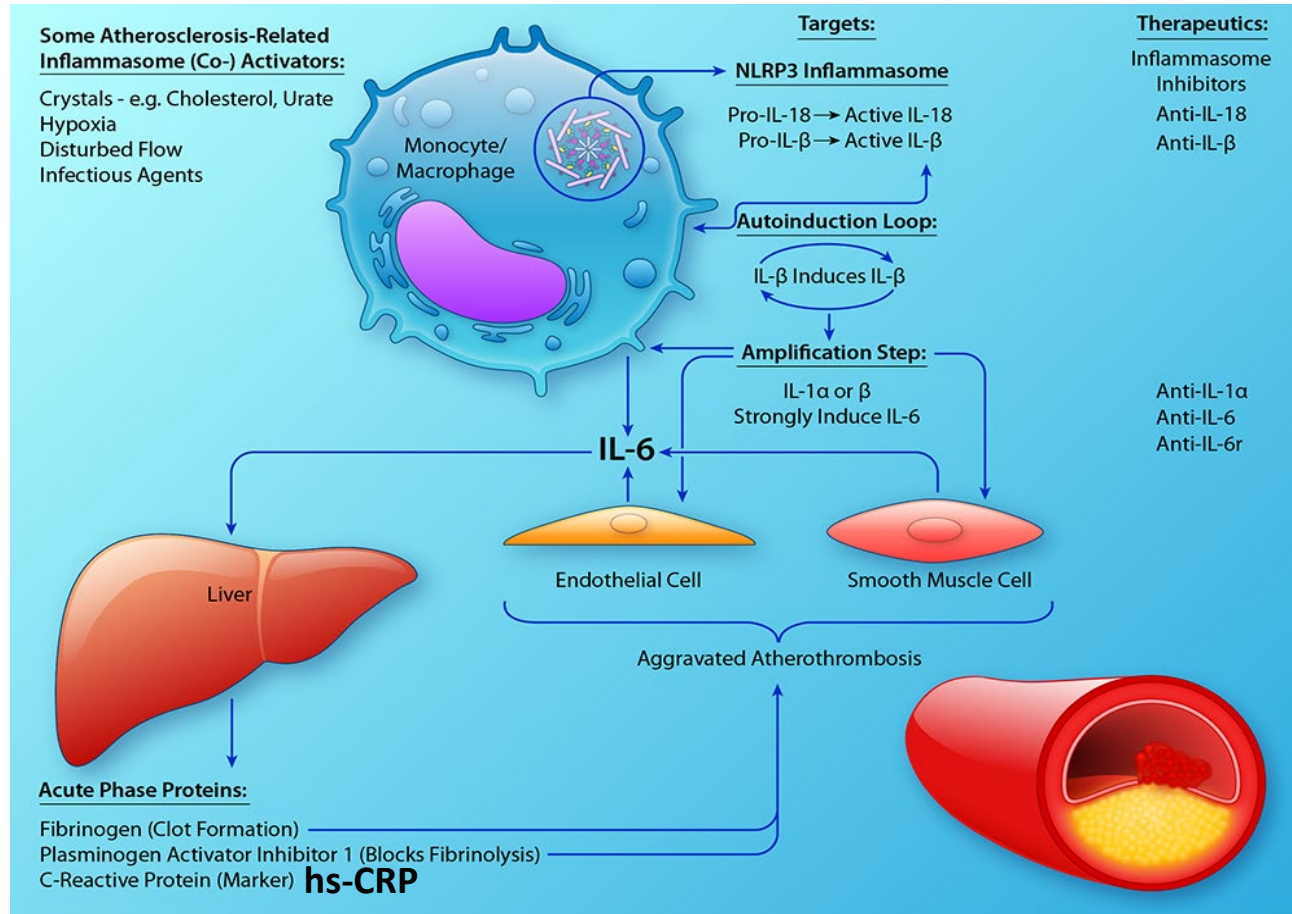 Some Atherosclerosis-Related
Inflammasome (Co-) Activators:
Crystals - e.g. Cholesterol, Urate
Hypoxia
Disturbed Flow
Infectious Agents
Monocyte/
Macrophage
Targets:
NLRP3 Inflammasome
Pro-IL-18 → Active IL-18
Pro-IL-β → Active IL-β
Autoinduction Loop:
IL-β Induces IL-β
Amplification Step:
IL-1α or β
Strongly Induce IL-6
Therapeutics:
Inflammasome
Inhibitors
Anti-IL-18
Anti-IL-β
Anti-IL-1α
Anti-IL-6
Anti-IL-6r
IL-6
Liver
Endothelial Cell
Smooth Muscle Cell
Aggravated Atherothrombosis
Acute Phase Proteins:
Fibrinogen (Clot Formation)
Plasminogen Activator Inhibitor 1 (Blocks Fibrinolysis)
C-Reactive Protein (Marker) hs-CRP